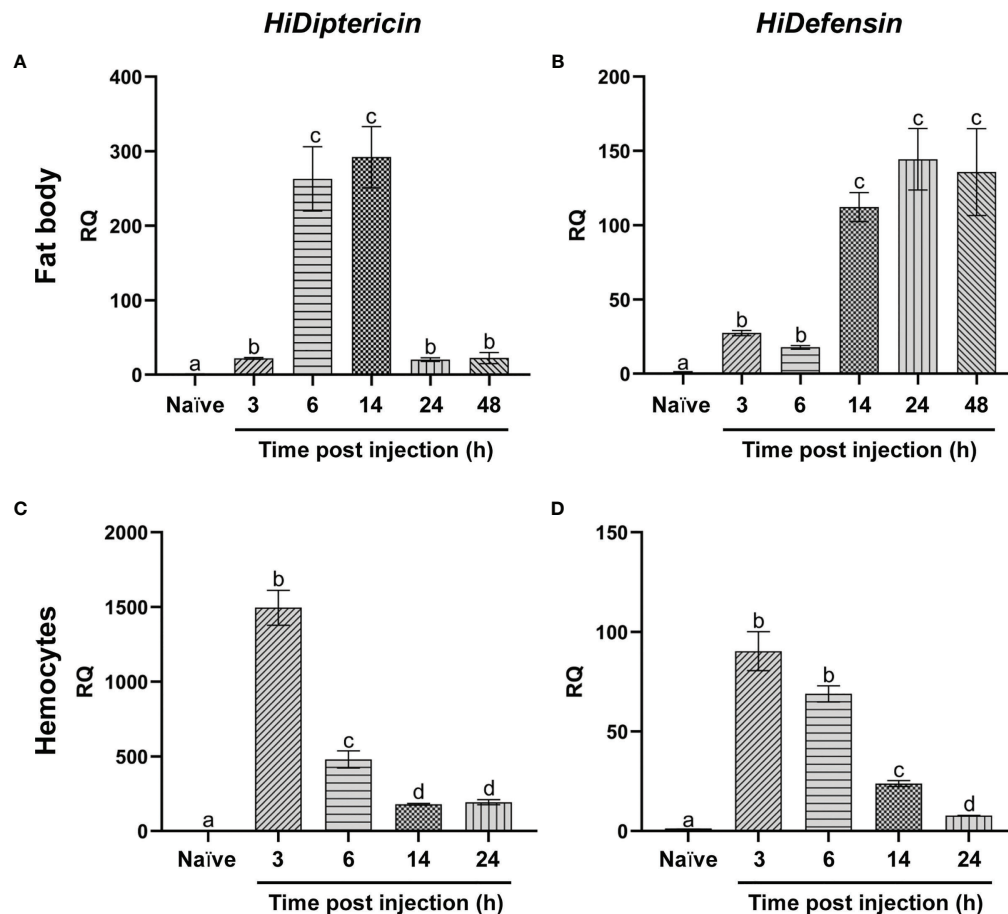 HiDiptericin
HiDefensin
A
B
Fat body
RQ
400
300
200
100
0
a
b
c
c
b
b
Naïve 3 6 14 24 48
Time post injection (h)
RQ
200
150
100
50
0
a
b
b
c
c
c
Naïve 3 6 14 24 48
Time post injection (h)
C
D
Hemocytes
RQ
2000
1500
1000
500
0
a
b
c
d
d
Naïve 3 6 14 24
Time post injection (h)
RQ
150
100
50
0
a
b
b
c
d
Naïve 3 6 14 24
Time post injection (h)